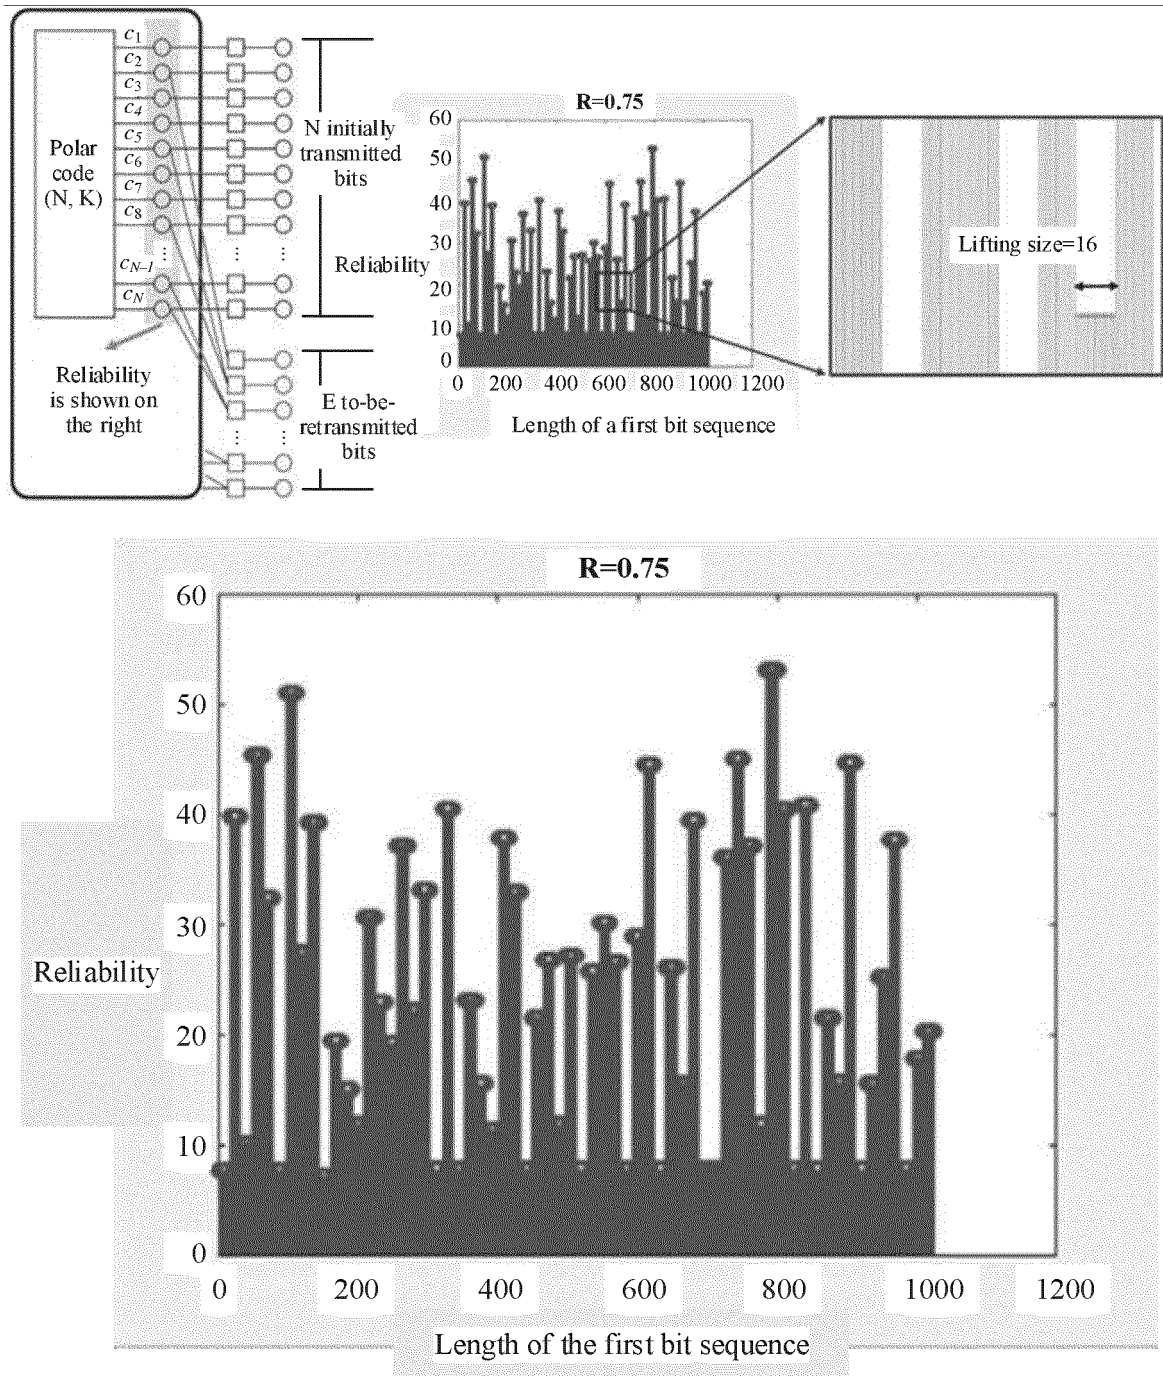 c1
c2
c3
c4
c5
c6
c7
c8
cN–1
cN
Polar
code
(N, K)
Reliability
is shown on
the right
N initially
transmitted
bits
Reliability
E to-be-
retransmitted
bits
R=0.75
60
50
40
30
20
10
0
0 200 400 600 800 1000 1200
Length of a first bit sequence
Lifting size=16
R=0.75
60
50
40
30
20
10
0
Reliability
0 200 400 600 800 1000 1200
Length of the first bit sequence